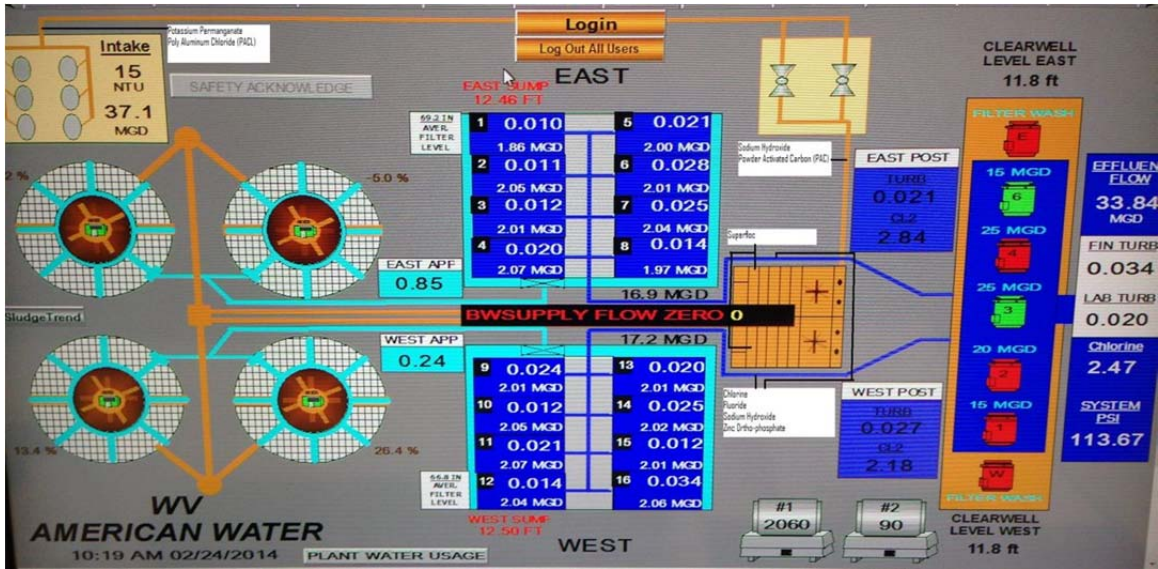 Potassium Permanganate
Poly Aluminum Chloride (PACL)
Login
Log Out All Users
Intake
15
NTU
37.1
MGD
SAFETY ACKNOWLEDGE
EAST
EAST SUMP
12.46 FT
69.2 IN
AVER.
FILTER
LEVEL
1 0.010
1.86 MGD
2 0.011
2.05 MGD
3 0.012
2.01 MGD
4 0.020
2.07 MGD
5 0.021
2.00 MGD
6 0.028
2.01 MGD
7 0.025
2.04 MGD
8 0.014
1.97 MGD
Sodium Hydroxide
Powder Activated Carbon (PAC)
EAST POST
TURB
0.021
CL2
2.84
CLEARWELL
LEVEL EAST
11.8 ft
FILTER WASH
E
15 MGD
6
25 MGD
4
25 MGD
3
20 MGD
2
15 MGD
1
W
FILTER WASH
CLEARWELL
LEVEL WEST
11.8 ft
EFFLUEN
FLOW
33.84
MGD
FIN TURB
0.034
LAB TURB
0.020
Chlorine
2.47
SYSTEM
PSI
113.67
2 %
-5.0 %
EAST APP
0.85
Superfloc
16.9 MGD
BWSUPPLY FLOW ZERO 0
SludgeTrend
WEST APP
0.24
17.2 MGD
9 0.024
2.01 MGD
10 0.012
2.05 MGD
11 0.021
2.07 MGD
12 0.014
2.04 MGD
13 0.020
2.01 MGD
14 0.025
2.02 MGD
15 0.012
2.01 MGD
16 0.034
2.06 MGD
Chlorine
Fluoride
Sodium Hydroxide
Zinc Ortho-phosphate
WEST POST
TURB
0.027
CL2
2.18
13.4 %
26.4 %
66.8 IN
AVER.
FILTER
LEVEL
WEST SUMP
12.50 FT
WEST
#1
2060
#2
90
WV
AMERICAN WATER
10:19 AM 02/24/2014
PLANT WATER USAGE